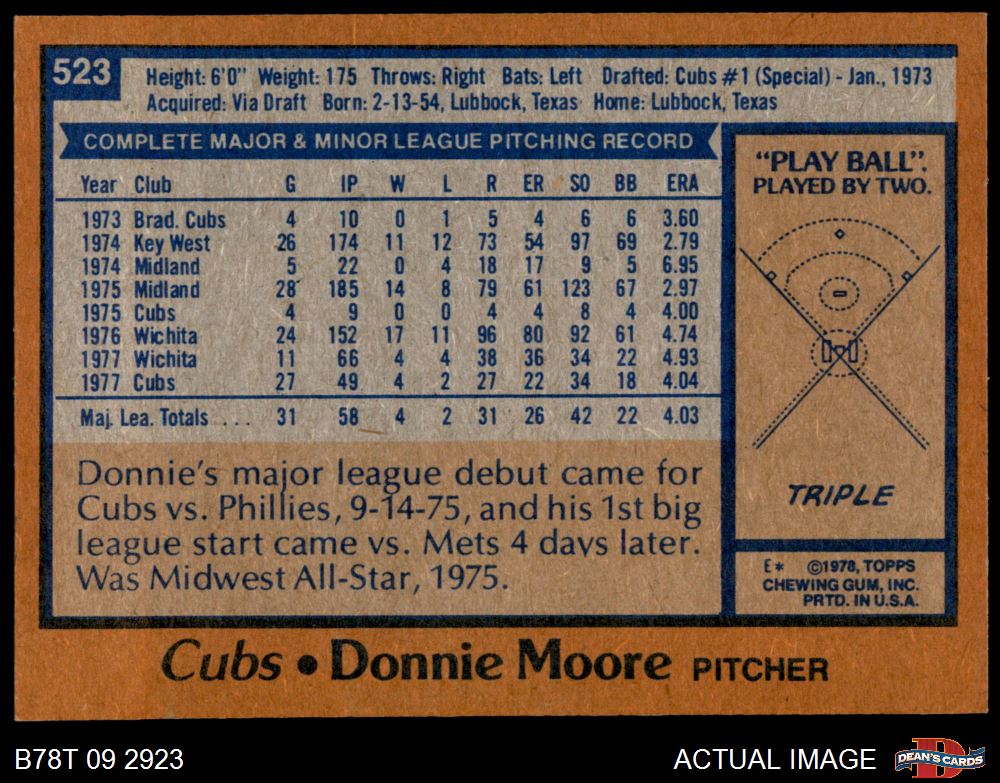 523
Height: 6'0" Weight: 175 Throws: Right Bats: Left Drafted: Cubs #1 (Special) - Jan., 1973
Acquired: Via Draft Born: 2-13-54, Lubbock, Texas Home: Lubbock, Texas
COMPLETE MAJOR & MINOR LEAGUE PITCHING RECORD
Year Club G IP W L R ER SO BB ERA
1973 Brad. Cubs 4 10 0 1 5 4 6 6 3.60
1974 Key West 26 174 11 12 73 54 97 69 2.79
1974 Midland 5 22 0 4 18 17 9 5 6.95
1975 Midland 28 185 14 8 79 61 123 67 2.97
1975 Cubs 4 9 0 0 4 4 8 4 4.00
1976 Wichita 24 152 17 11 96 80 92 61 4.74
1977 Wichita 11 66 4 4 38 36 34 22 4.93
1977 Cubs 27 49 4 2 27 22 34 18 4.04
Maj. Lea. Totals . . . 31 58 4 2 31 26 42 22 4.03
Donnie's major league debut came for
Cubs vs. Phillies, 9-14-75, and his 1st big
league start came vs. Mets 4 days later.
Was Midwest All-Star, 1975.
"PLAY BALL".
PLAYED BY TWO.
TRIPLE
E* ©1978, TOPPS
CHEWING GUM, INC.
PRTD. IN U.S.A.
Cubs • Donnie Moore PITCHER
B78T 09 2923
ACTUAL IMAGE
D
DEAN'S CARDS